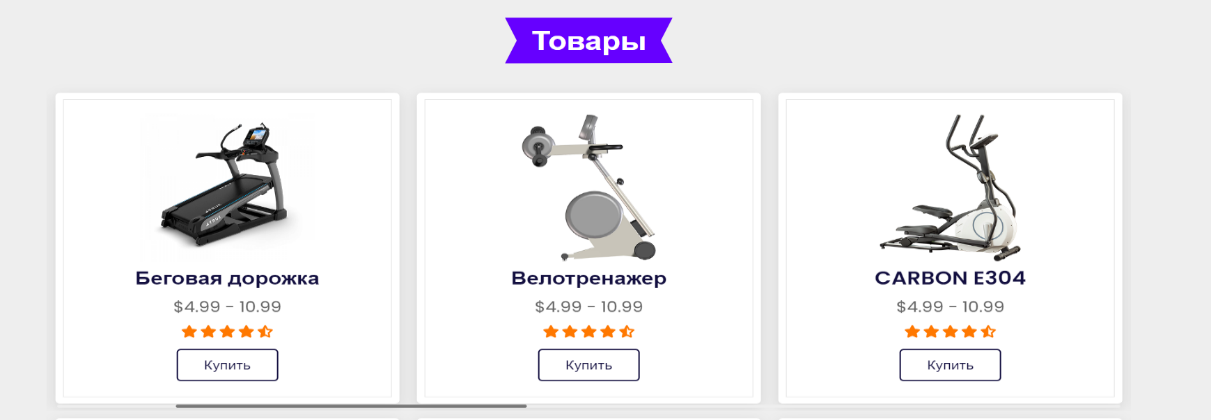 Товары
Беговая дорожка
$4.99 - 10.99
Купить
Велотренажер
$4.99 - 10.99
Купить
CARBON E304
$4.99 - 10.99
Купить